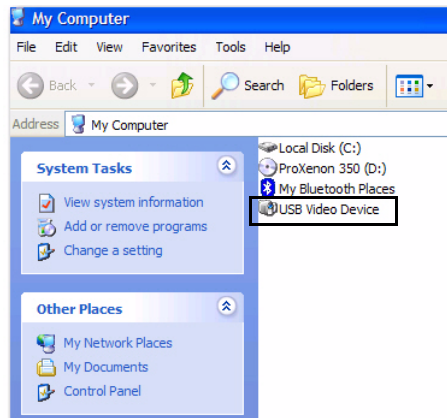 My Computer
File Edit View Favorites Tools Help
Back Search Folders
Address My Computer
System Tasks
View system information
Add or remove programs
Change a setting
Other Places
My Network Places
My Documents
Control Panel
Local Disk (C:)
ProXenon 350 (D:)
My Bluetooth Places
USB Video Device